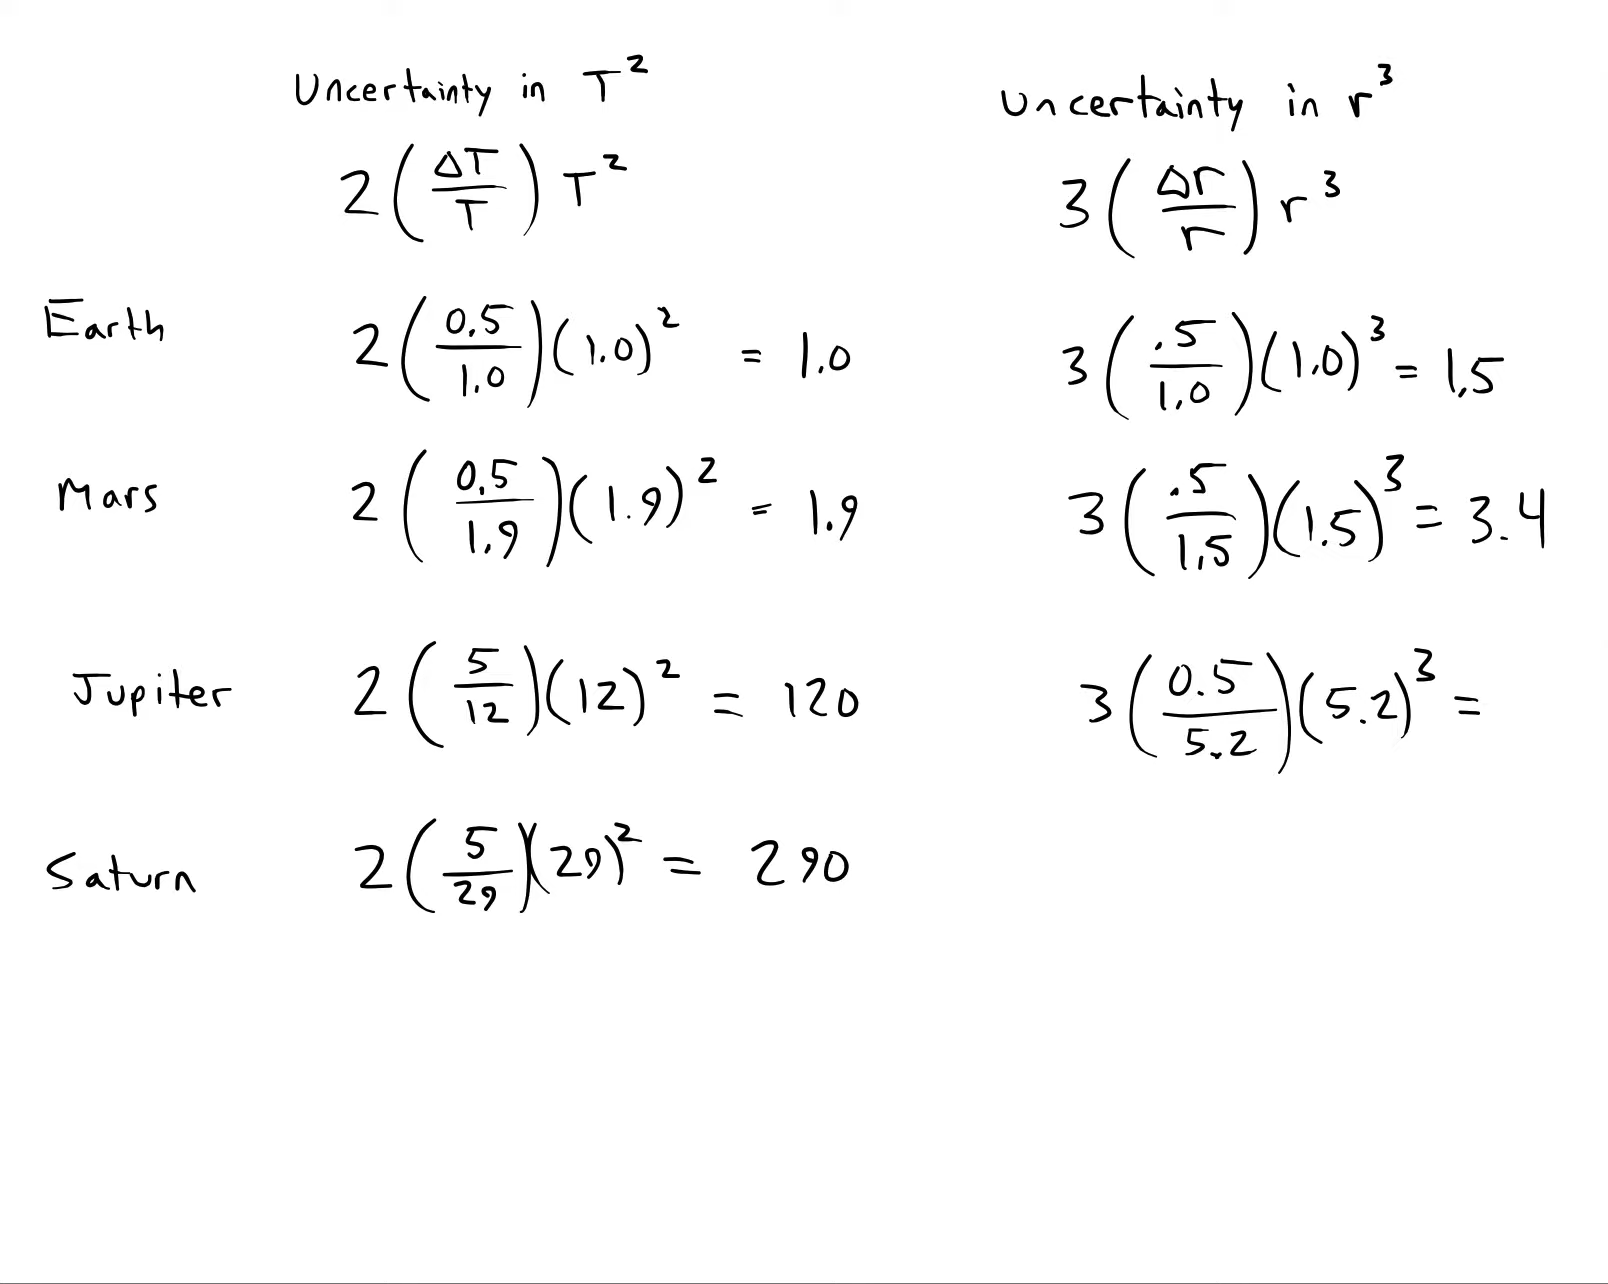 Uncertainty in T² uncertainty in r³
2(ΔT/T)T² 3(Δr/r)r³
Earth 2(0.5/1.0)(1.0)² = 1.0 3(.5/1.0)(1.0)³ = 1.5
Mars 2(0.5/1.9)(1.9)² = 1.9 3(.5/1.5)(1.5)³ = 3.4
Jupiter 2(5/12)(12)² = 120 3(0.5/5.2)(5.2)³ =
Saturn 2(5/29)(29)² = 290